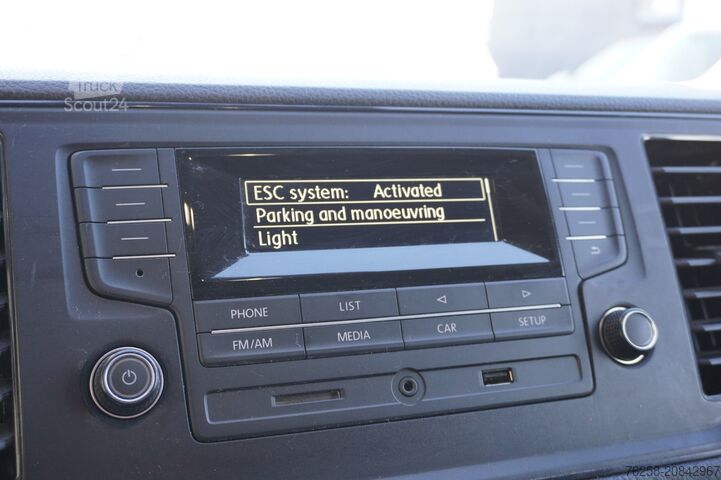 Truck
Scout24
ESC system: Activated
Parking and manoeuvring
Light
PHONE LIST
FM/AM MEDIA CAR SETUP
76258-20842967